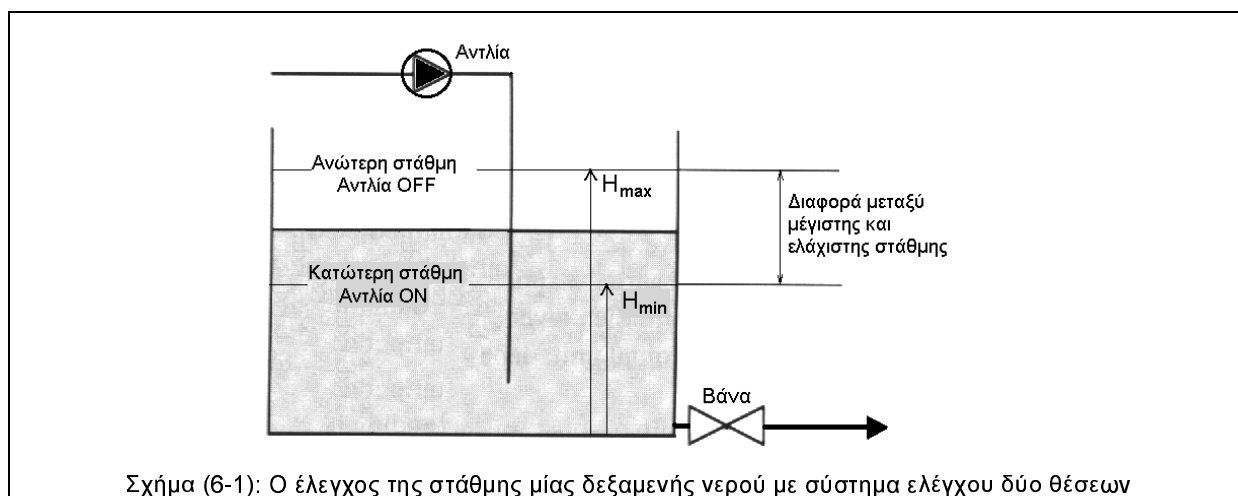 Αντλία
Ανώτερη στάθμη
Αντλία OFF
Hmax
Διαφορά μεταξύ
μέγιστης και
ελάχιστης στάθμης
Κατώτερη στάθμη
Αντλία ON
Hmin
Βάνα
Σχήμα (6-1): Ο έλεγχος της στάθμης μίας δεξαμενής νερού με σύστημα ελέγχου δύο θέσεων